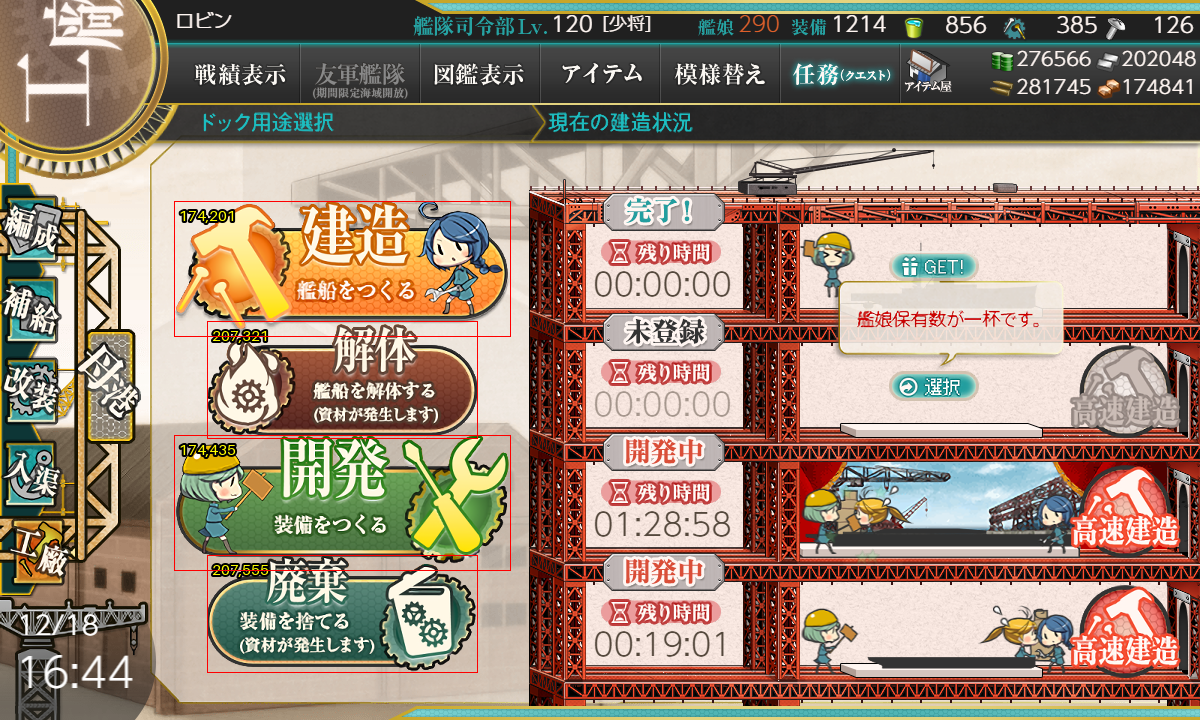 工廠
ロビン
艦隊司令部Lv. 120 [少将]
艦娘 290 装備 1214
856 385 126
戦績表示
友軍艦隊
(期間限定海域開放)
図鑑表示
アイテム
模様替え
任務(クエスト)
アイテム屋
276566 202048
281745 174841
ドック用途選択
現在の建造状況
編成
補給
改装
入渠
工廠
母港
12/18
16:44
174,201
建造
艦船をつくる
207,321
解体
艦船を解体する
(資材が発生します)
174,435
開発
装備をつくる
207,555
廃棄
装備を捨てる
(資材が発生します)
完了!
残り時間
00:00:00
GET!
艦娘保有数が一杯です。
未登録
残り時間
00:00:00
選択
高速建造
開発中
残り時間
01:28:58
高速建造
開発中
残り時間
00:19:01
高速建造